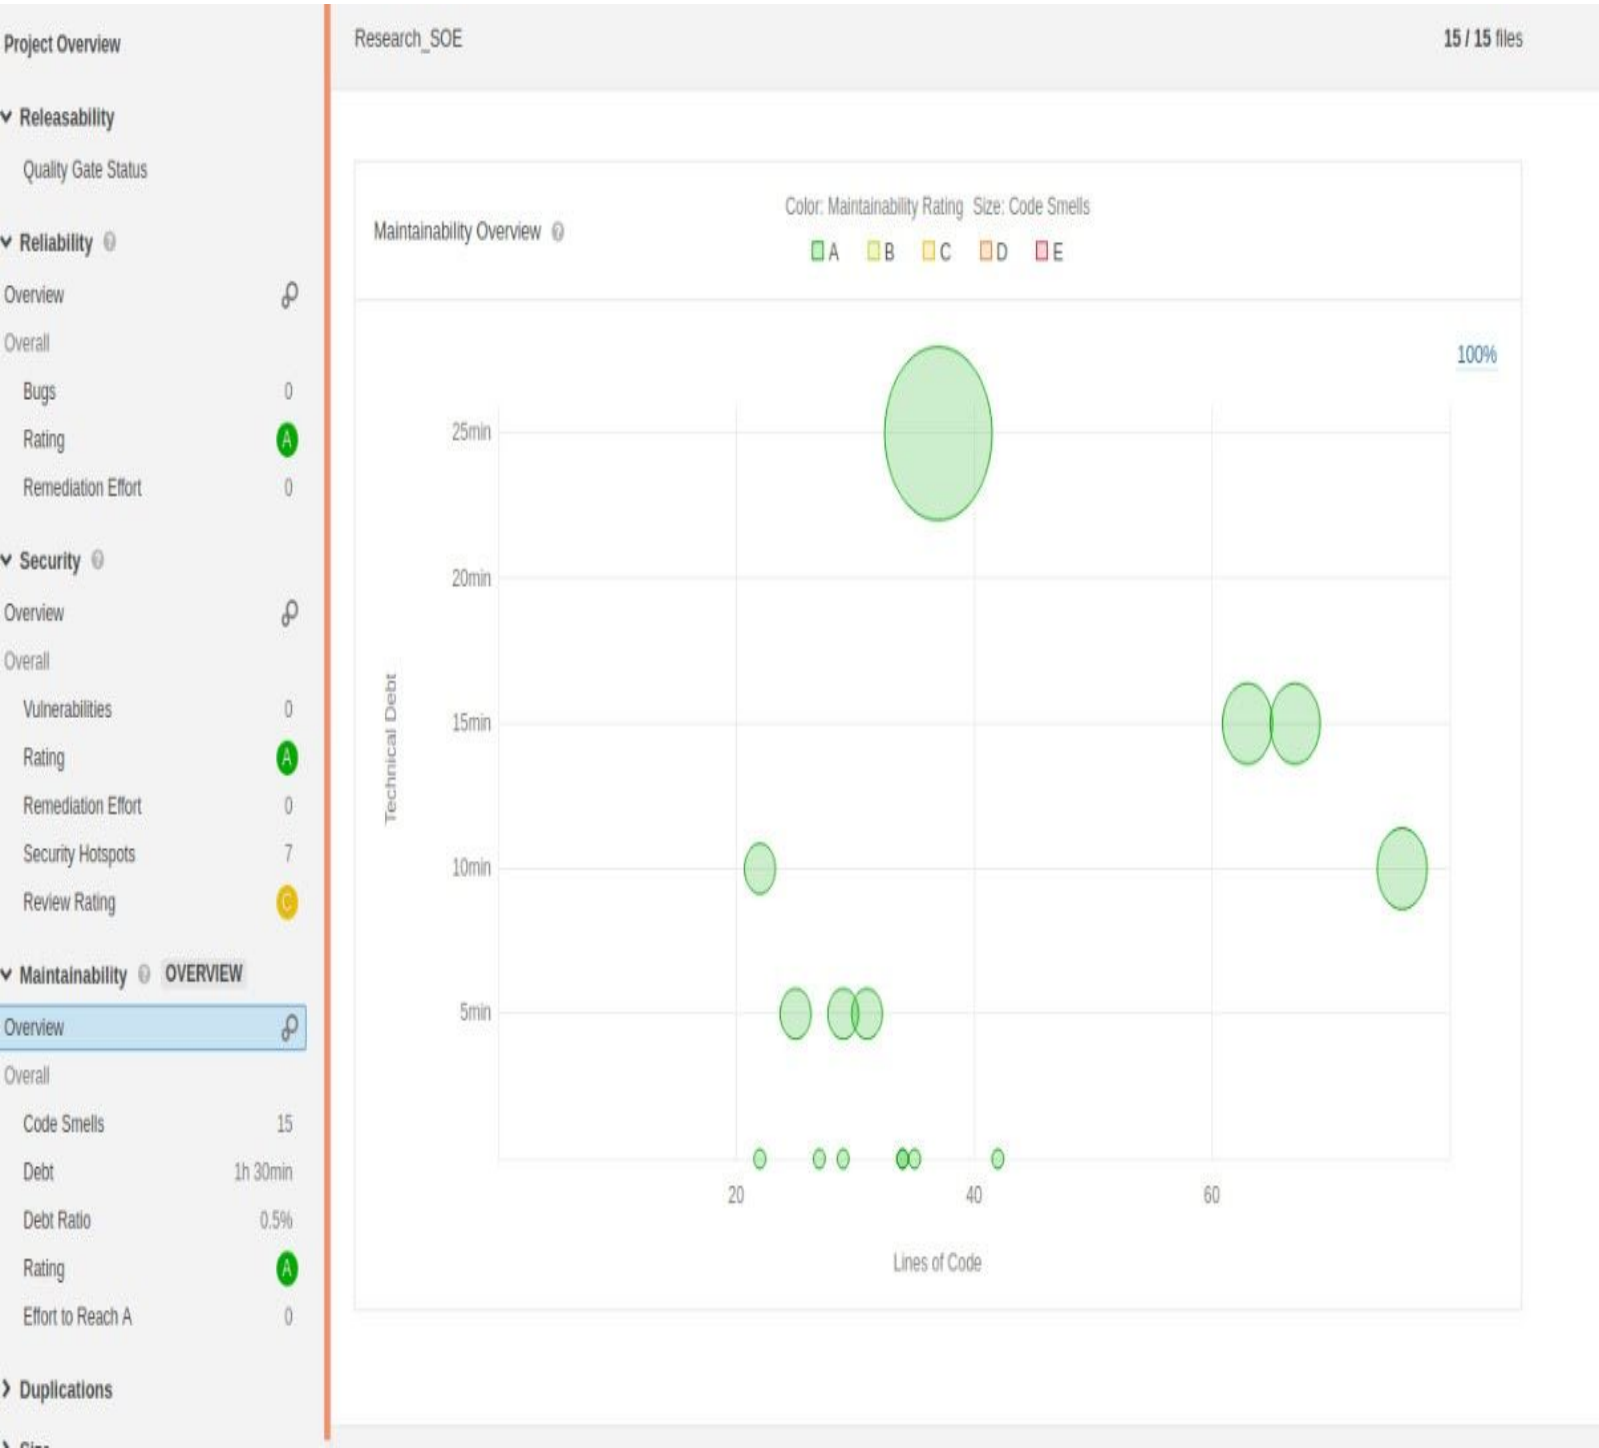 Project Overview
Releasability
Quality Gate Status
Reliability
Overview
Overall
Bugs 0
Rating A
Remediation Effort 0
Security
Overview
Overall
Vulnerabilities 0
Rating A
Remediation Effort 0
Security Hotspots 7
Review Rating C
Maintainability OVERVIEW
Overview
Overall
Code Smells 15
Debt 1h 30min
Debt Ratio 0.5%
Rating A
Effort to Reach A 0
Duplications
Size
Research_SOE 15 / 15 files
Maintainability Overview
Color: Maintainability Rating Size: Code Smells
A B C D E
100%
25min
20min
15min
10min
5min
Technical Debt
20 40 60
Lines of Code